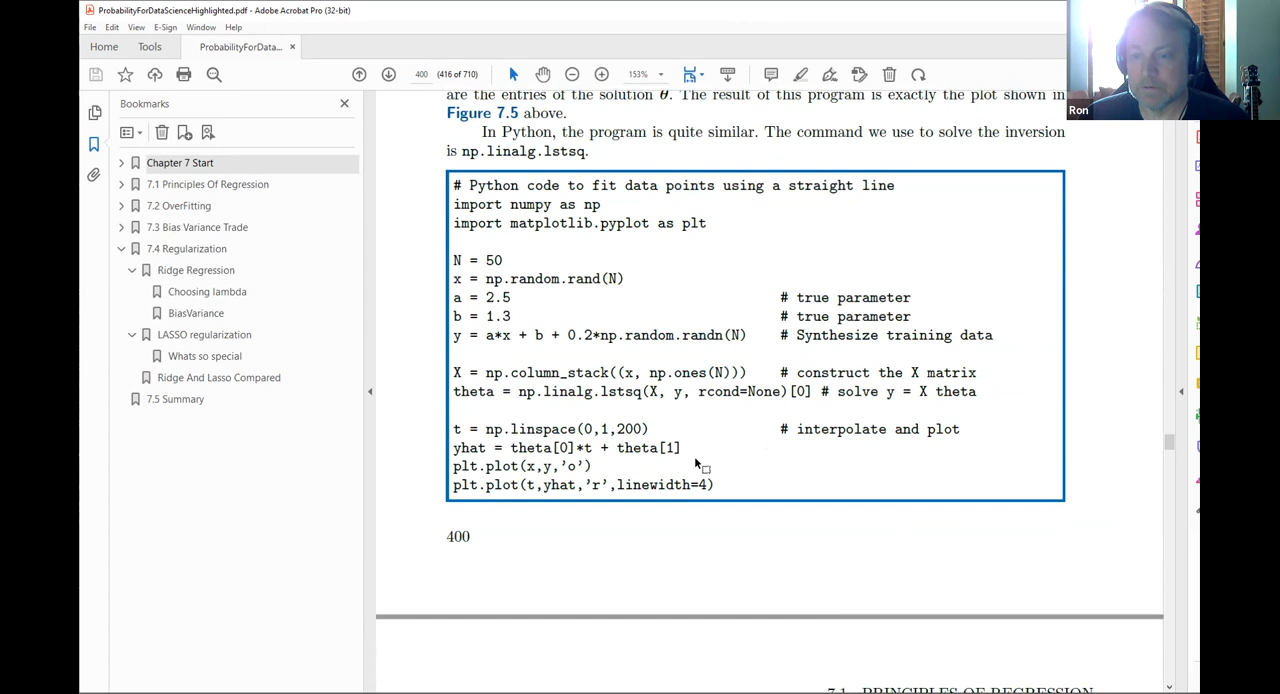 ProbabilityForDataScienceHighlighted.pdf - Adobe Acrobat Pro (32-bit)
File Edit View E-Sign Window Help
Home Tools ProbabilityForData... ×
400 (416 of 710) 153%
Ron
Bookmarks
Chapter 7 Start
7.1 Principles Of Regression
7.2 OverFitting
7.3 Bias Variance Trade
7.4 Regularization
Ridge Regression
Choosing lambda
BiasVariance
LASSO regularization
Whats so special
Ridge And Lasso Compared
7.5 Summary
are the entries of the solution θ. The result of this program is exactly the plot shown in
Figure 7.5 above.
In Python, the program is quite similar. The command we use to solve the inversion
is np.linalg.lstsq.
# Python code to fit data points using a straight line
import numpy as np
import matplotlib.pyplot as plt
N = 50
x = np.random.rand(N)
a = 2.5 # true parameter
b = 1.3 # true parameter
y = a*x + b + 0.2*np.random.randn(N) # Synthesize training data
X = np.column_stack((x, np.ones(N))) # construct the X matrix
theta = np.linalg.lstsq(X, y, rcond=None)[0] # solve y = X theta
t = np.linspace(0,1,200) # interpolate and plot
yhat = theta[0]*t + theta[1]
plt.plot(x,y,'o')
plt.plot(t,yhat,'r',linewidth=4)
400
7.1 PRINCIPLES OF REGRESSION